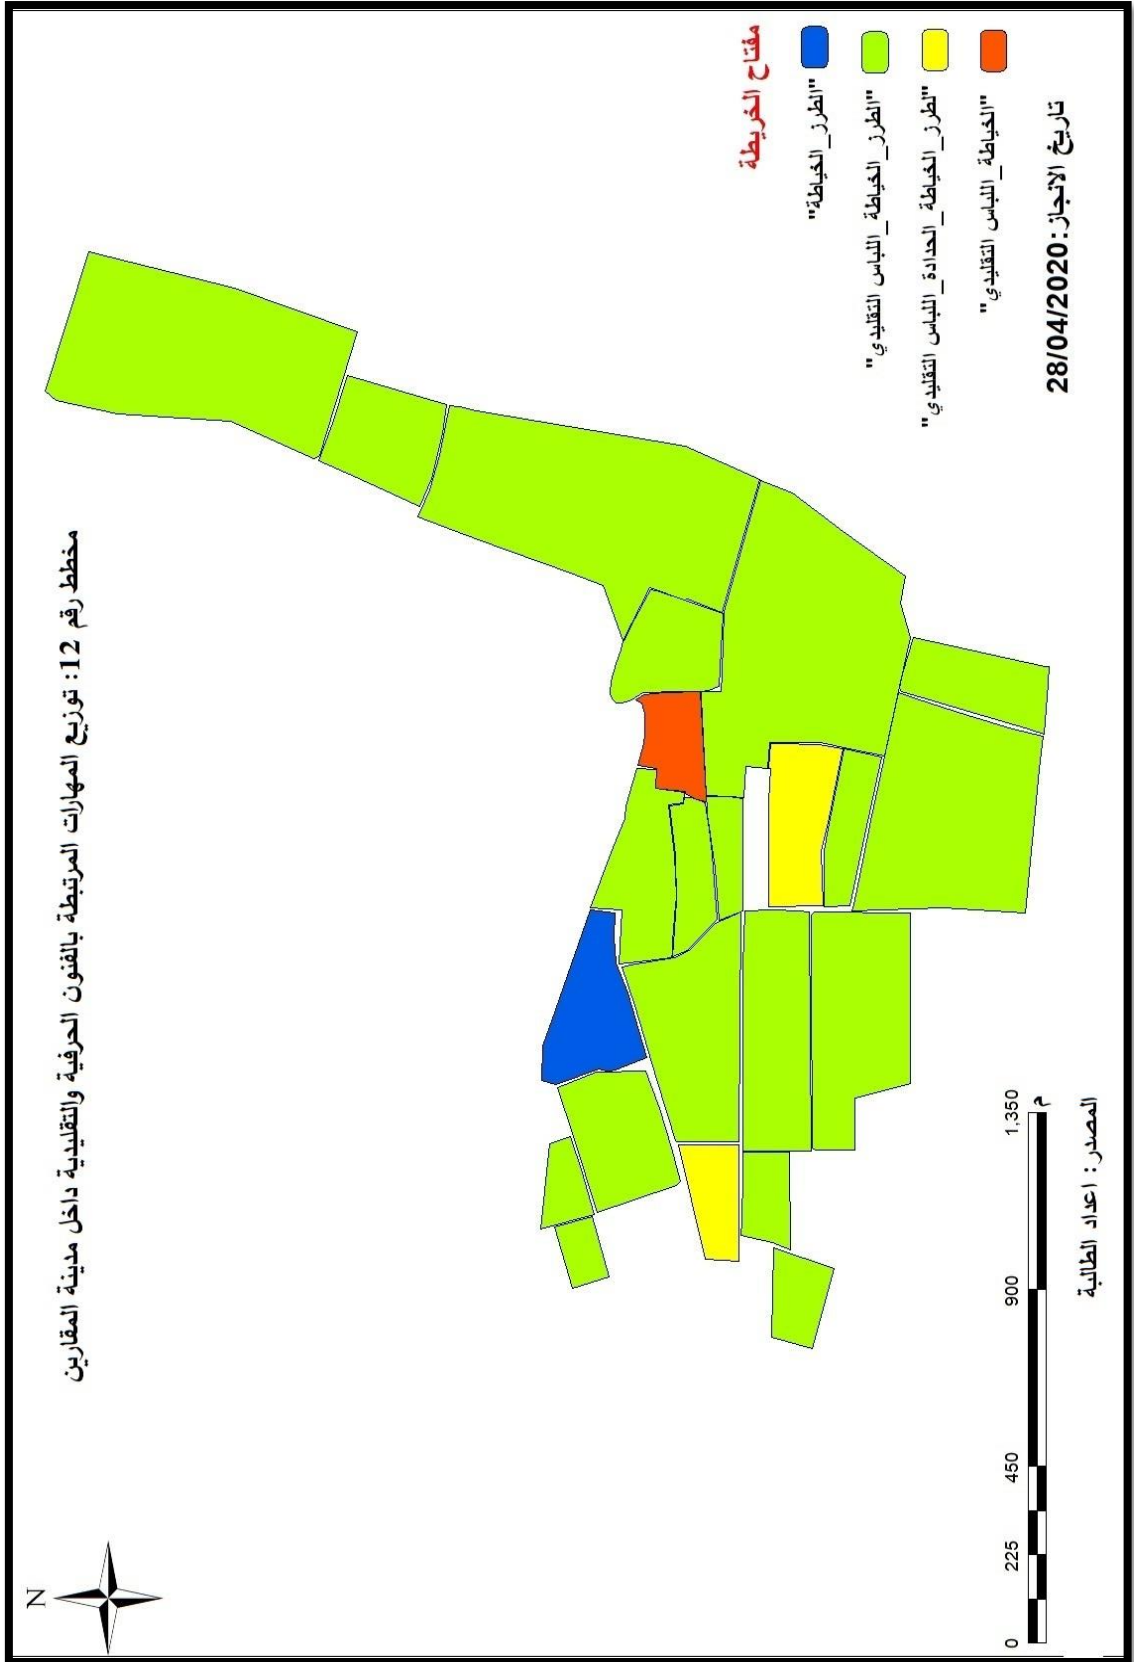 مخطط رقم 12: توزيع المهارات المرتبطة بالفنون الحرفية والتقليدية داخل مدينة المقارين
N
مفتاح الخريطة
"الطرز_الخياطة"
"الطرز_الخياطة_اللباس التقليدي"
"لطرز_الخياطة_الحدادة_اللباس التقليدي"
"الخياطة_اللباس التقليدي"
تاريخ الانجاز:28/04/2020
0 225 450 900 1.350
م
المصدر : اعداد الطالبة